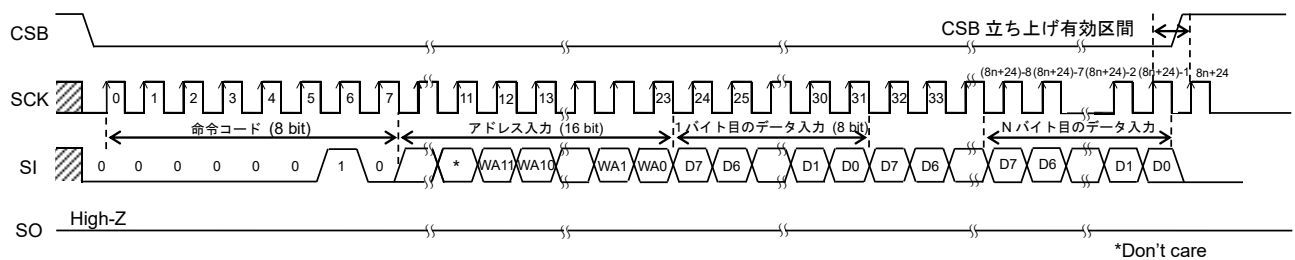 CSB
CSB 立ち上げ有効区間
(8n+24)-8 (8n+24)-7 (8n+24)-2 (8n+24)-1 8n+24
SCK
0 1 2 3 4 5 6 7 11 12 13 23 24 25 30 31 32 33
命令コード (8 bit)
アドレス入力 (16 bit)
1 バイト目のデータ入力 (8 bit)
N バイト目のデータ入力
SI
0 0 0 0 0 0 1 0 * WA11 WA10 WA1 WA0 D7 D6 D1 D0 D7 D6 D7 D6 D1 D0
High-Z
SO
*Don't care